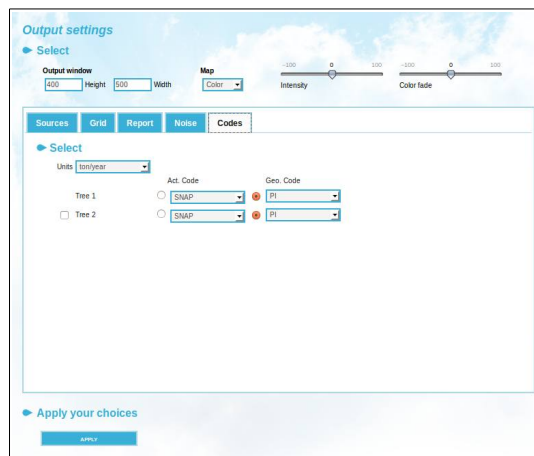 Output settings
Select
Output window
Map
-100 0 100
-100 0 100
400 Height 500 Width
Color
Intensity
Color fade
Sources Grid Report Noise Codes
Select
Units ton/year
Act. Code Geo. Code
Tree 1 SNAP PI
Tree 2 SNAP PI
Apply your choices
APPLY